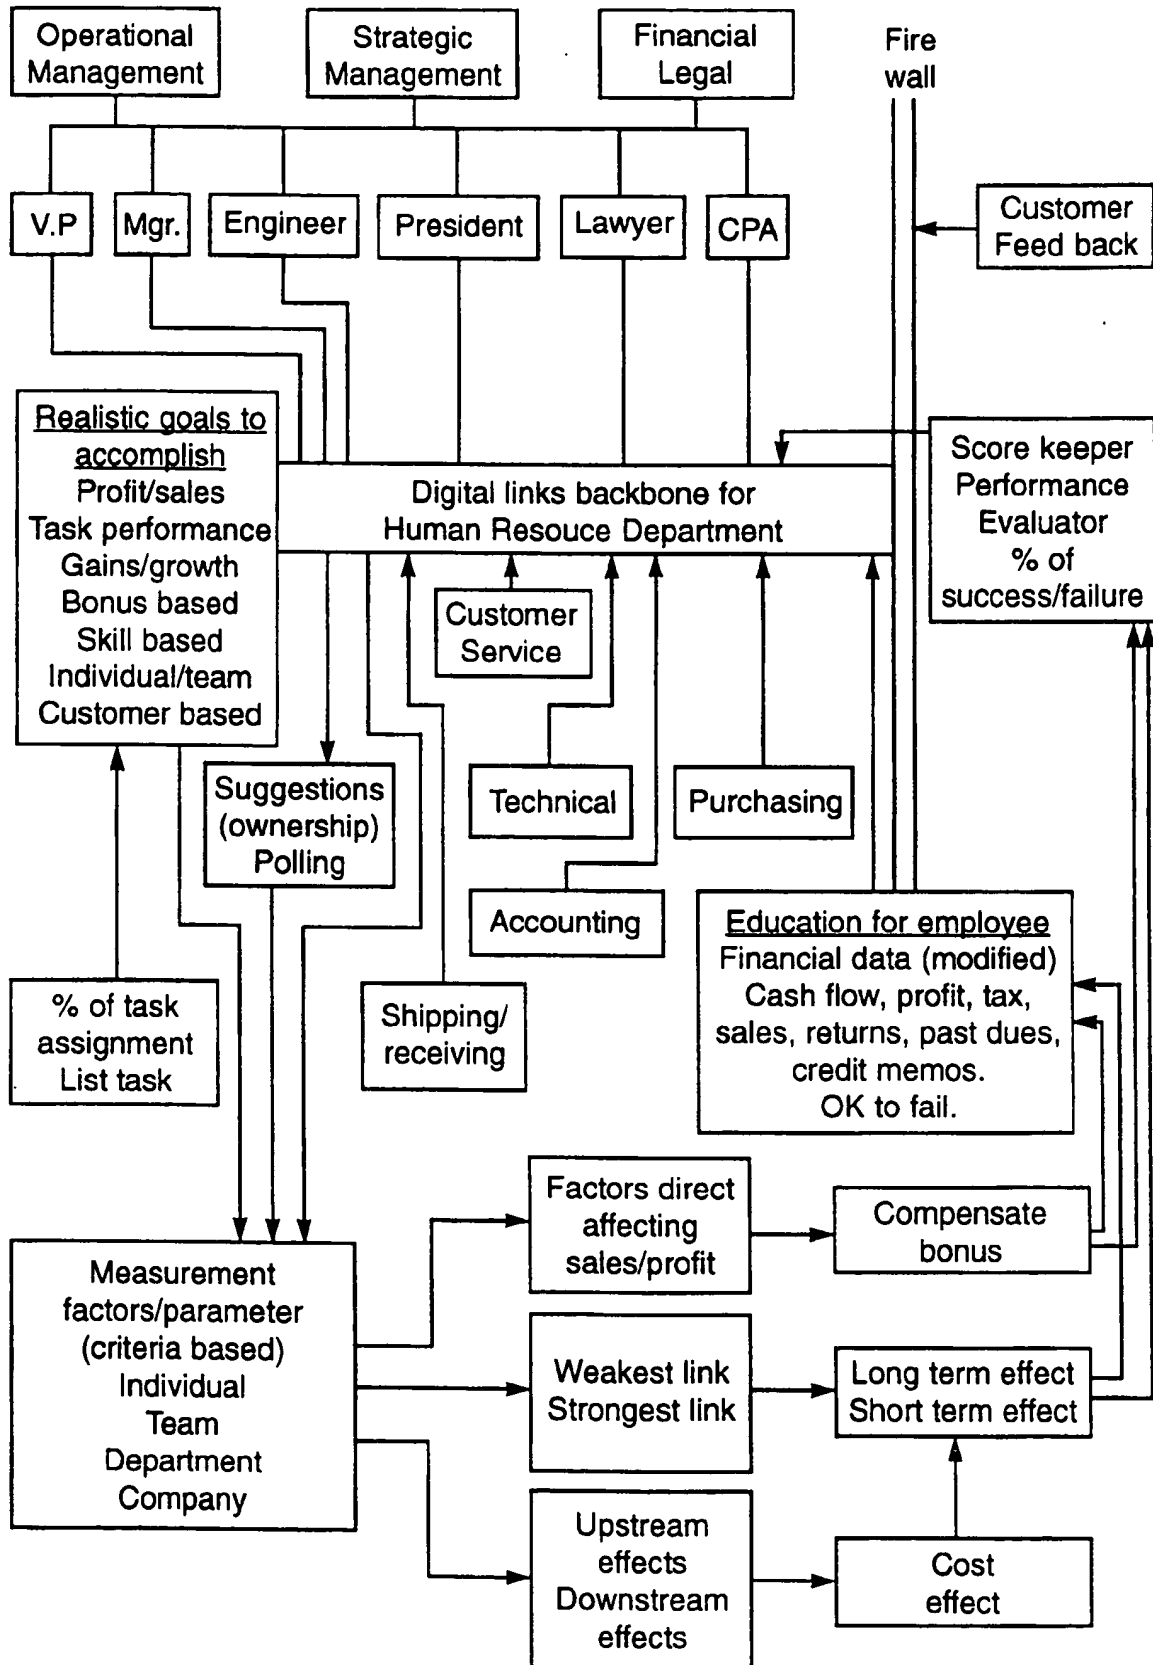 Operational
Management
Strategic
Management
Financial
Legal
Fire
wall
V.P
Mgr.
Engineer
President
Lawyer
CPA
Customer
Feed back
Realistic goals to
accomplish
Profit/sales
Task performance
Gains/growth
Bonus based
Skill based
Individual/team
Customer based
Digital links backbone for
Human Resouce Department
Score keeper
Performance
Evaluator
% of
success/failure
Customer
Service
Suggestions
(ownership)
Polling
Technical
Purchasing
Accounting
Education for employee
Financial data (modified)
Cash flow, profit, tax,
sales, returns, past dues,
credit memos.
OK to fail.
% of task
assignment
List task
Shipping/
receiving
Factors direct
affecting
sales/profit
Compensate
bonus
Measurement
factors/parameter
(criteria based)
Individual
Team
Department
Company
Weakest link
Strongest link
Long term effect
Short term effect
Upstream
effects
Downstream
effects
Cost
effect